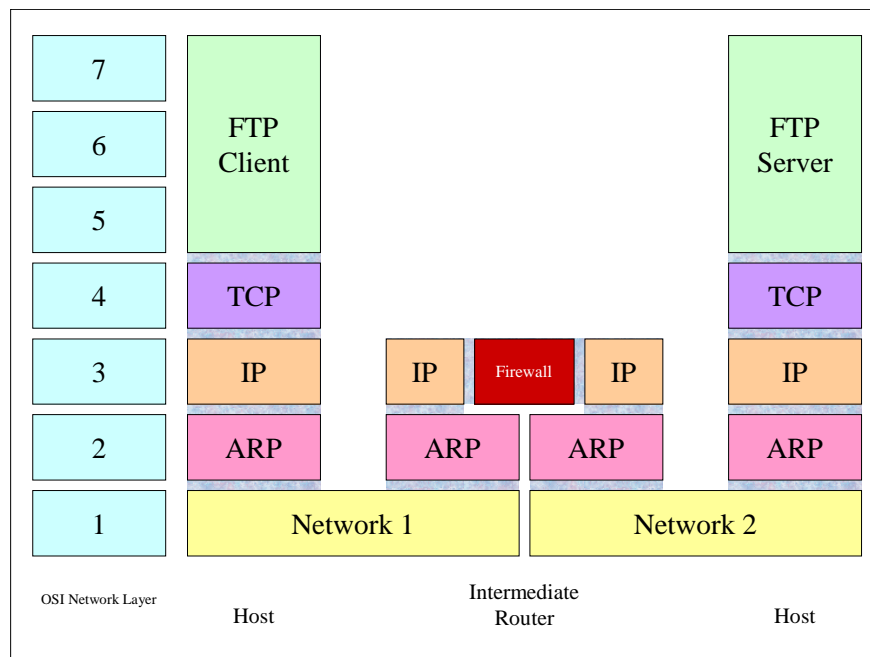 7
6
5
4
3
2
1
FTP
Client
FTP
Server
TCP
TCP
IP
IP
Firewall
IP
IP
ARP
ARP
ARP
ARP
Network 1
Network 2
OSI Network Layer
Host
Intermediate
Router
Host